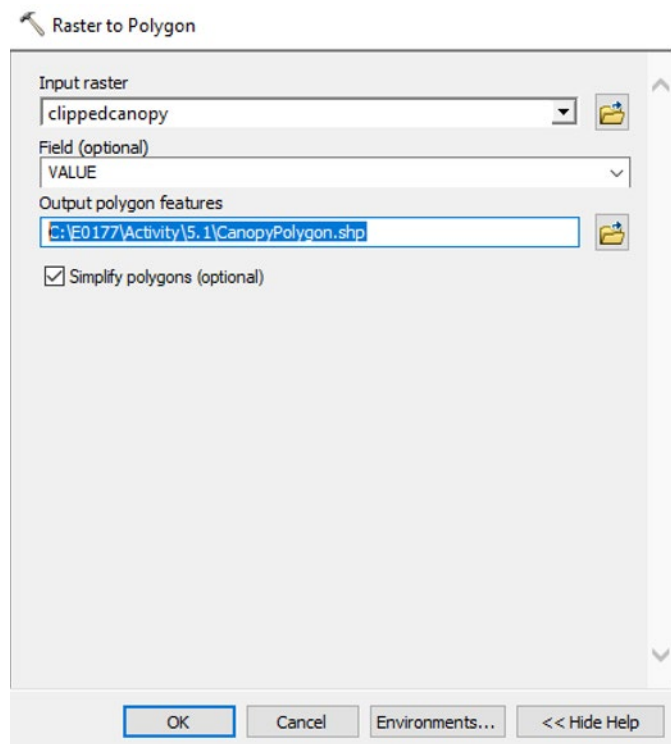 Raster to Polygon
Input raster
clippedcanopy
Field (optional)
VALUE
Output polygon features
C:\E0177\Activity\5.1\CanopyPolygon.shp
Simplify polygons (optional)
OK Cancel Environments... << Hide Help